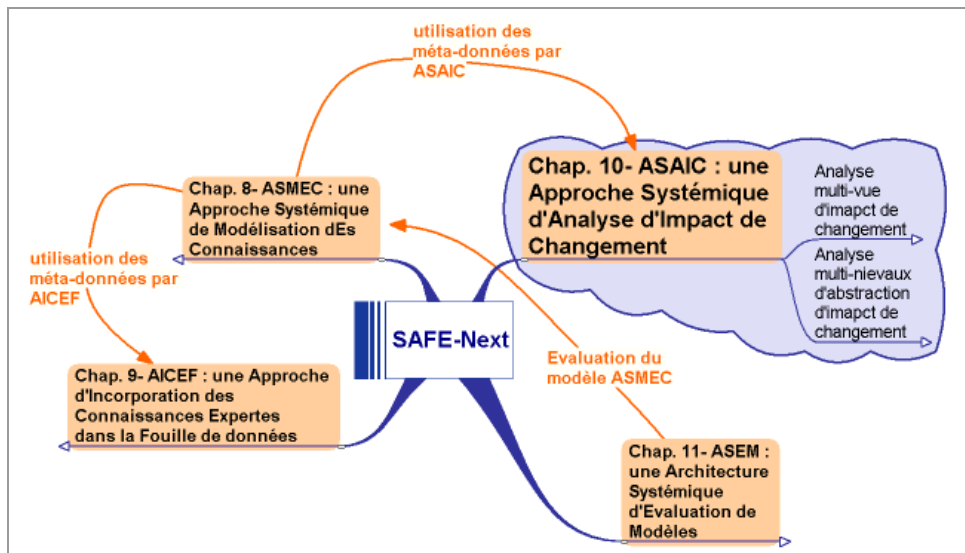 utilisation des
méta-données par
ASAIC
Chap. 10- ASAIC : une
Approche Systémique
d'Analyse d'Impact de
Changement
Analyse
multi-vue
d'imapct de
changement
Analyse
multi-nievaux
d'abstraction
d'imapct de
changement
Chap. 8- ASMEC : une
Approche Systémique
de Modélisation dEs
Connaissances
utilisation des
méta-données par
AICEF
SAFE-Next
Evaluation du
modèle ASMEC
Chap. 9- AICEF : une Approche
d'Incorporation des
Connaissances Expertes
dans la Fouille de données
Chap. 11- ASEM :
une Architecture
Systémique
d'Evaluation de
Modèles